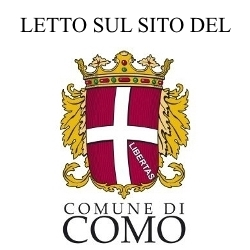 LETTO SUL SITO DEL
LIBERTAS
COMUNE DI
COMO